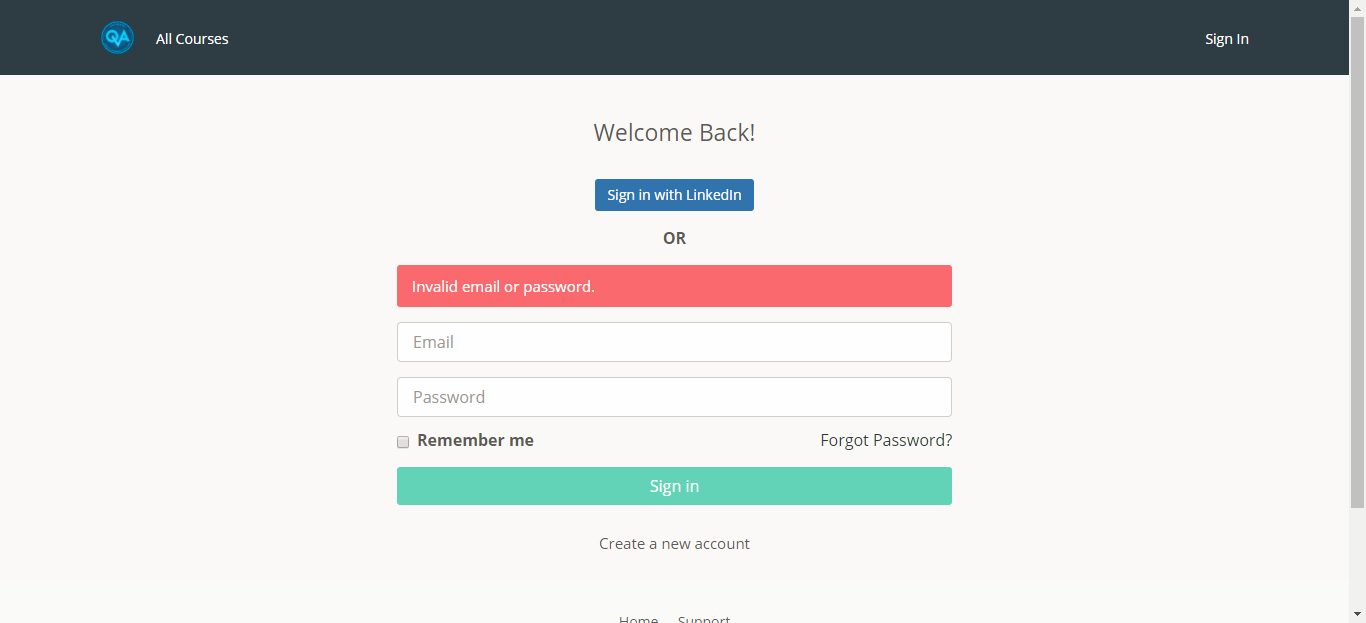 QA All Courses Sign In
Welcome Back!
Sign in with LinkedIn
OR
Invalid email or password.
Email
Password
Remember me Forgot Password?
Sign in
Create a new account
Home Support